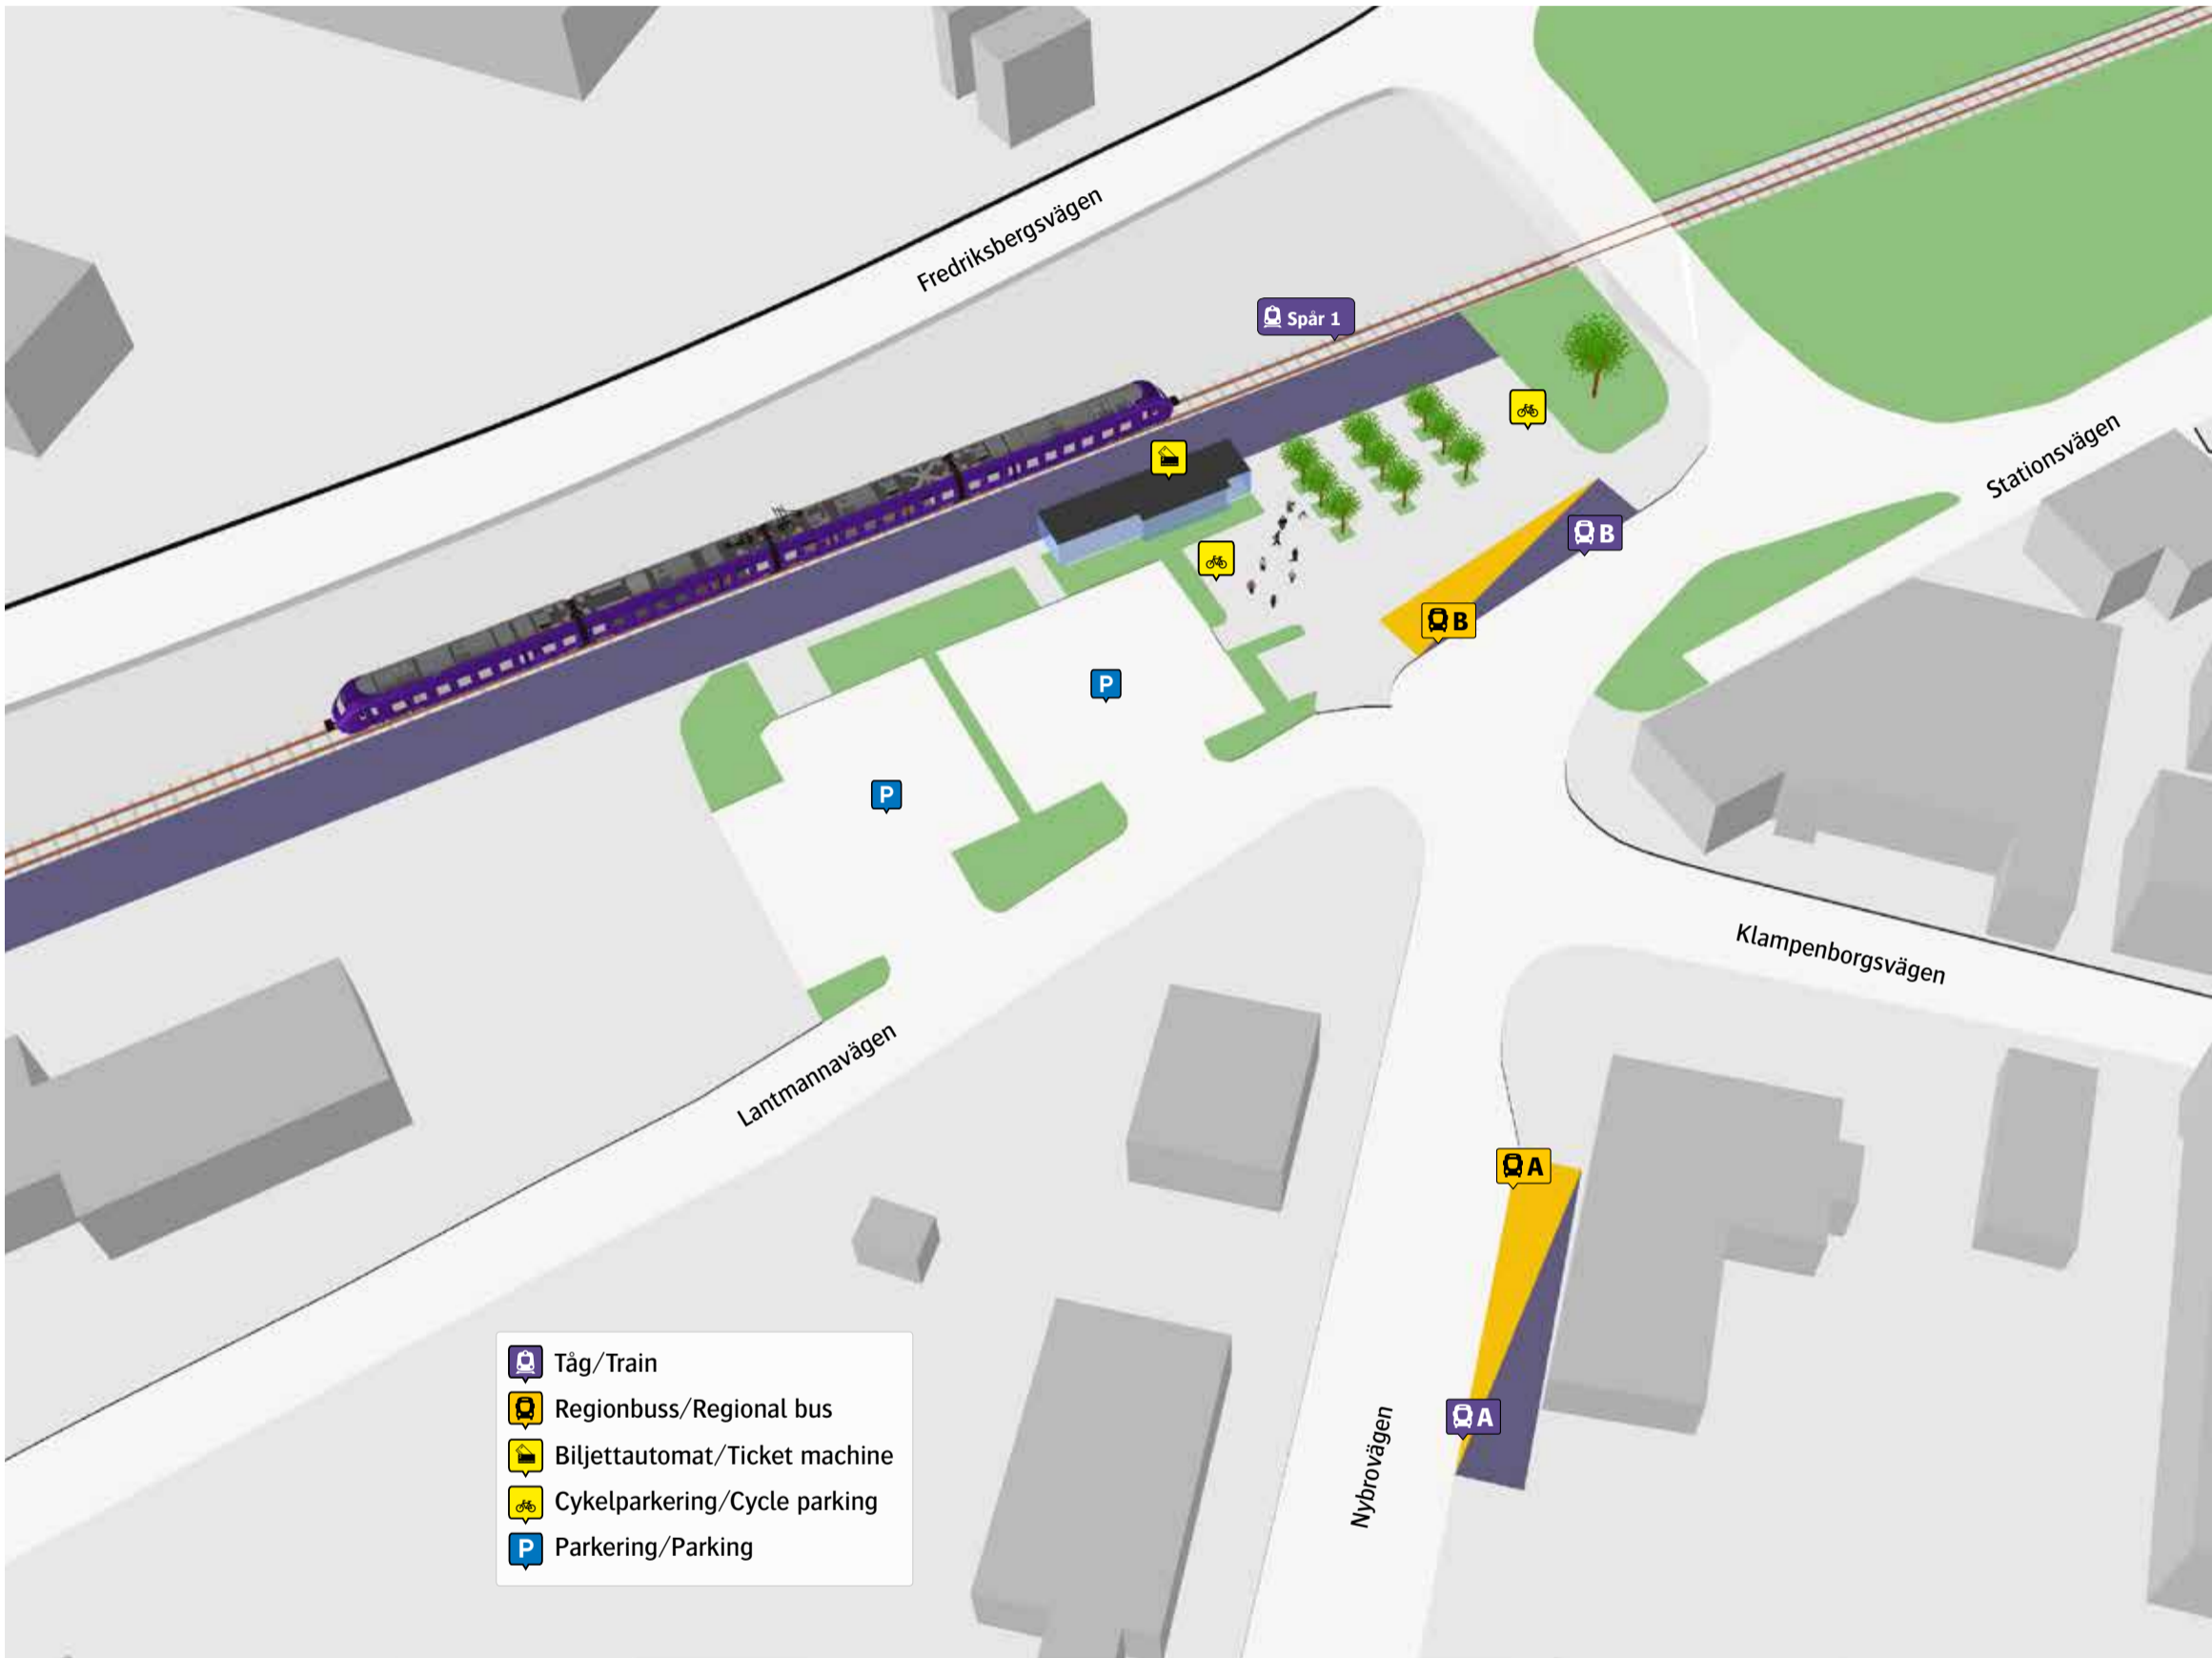 Fredriksbergsvägen
Spår 1
Stationsvägen
B
B
P
P
Klampenborgsvägen
Lantmannavägen
A
A
Nybrovägen
Tåg/Train
Regionbuss/Regional bus
Biljettautomat/Ticket machine
Cykelparkering/Cycle parking
P Parkering/Parking